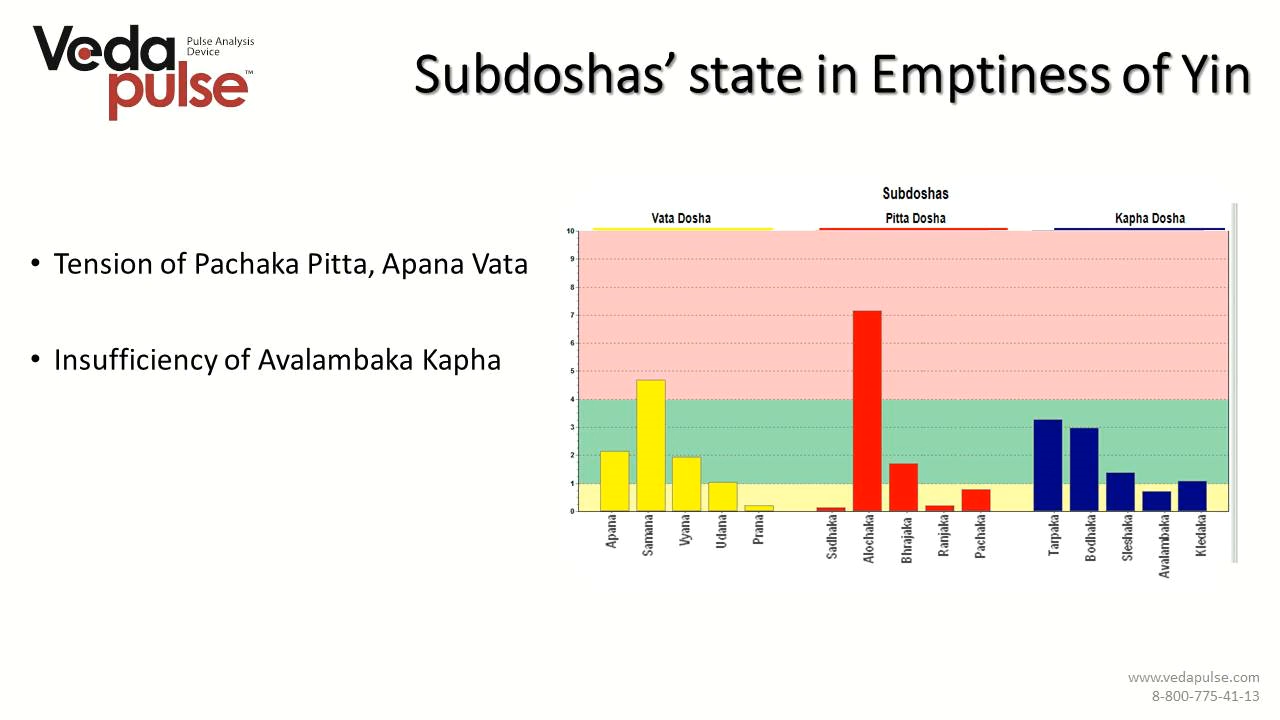 Veda
pulse™
Pulse Analysis
Device
Subdoshas’ state in Emptiness of Yin
• Tension of Pachaka Pitta, Apana Vata
• Insufficiency of Avalambaka Kapha
Subdoshas
Vata Dosha Pitta Dosha Kapha Dosha
10
9
8
7
6
5
4
3
2
1
0
Apana
Samana
Vyana
Udana
Prana
Sadhaka
Alochaka
Bhrajaka
Ranjaka
Pachaka
Tarpaka
Bodhaka
Sleshaka
Avalambaka
Kledaka
www.vedapulse.com
8-800-775-41-13